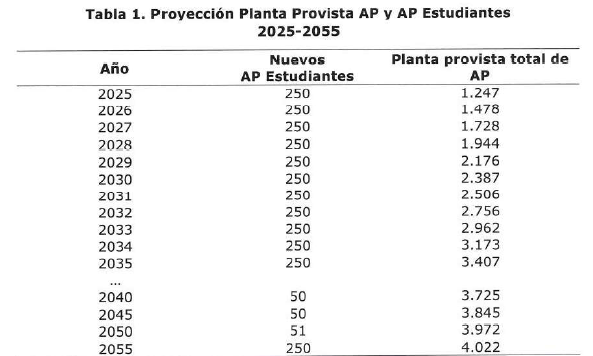 Tabla 1. Proyección Planta Provista AP y AP Estudiantes
2025-2055
Año Nuevos AP Estudiantes Planta provista total de AP
2025 250 1.247
2026 250 1.478
2027 250 1.728
2028 250 1.944
2029 250 2.176
2030 250 2.387
2031 250 2.506
2032 250 2.756
2033 250 2.962
2034 250 3.173
2035 250 3.407
...
2040 50 3.725
2045 50 3.845
2050 51 3.972
2055 250 4.022